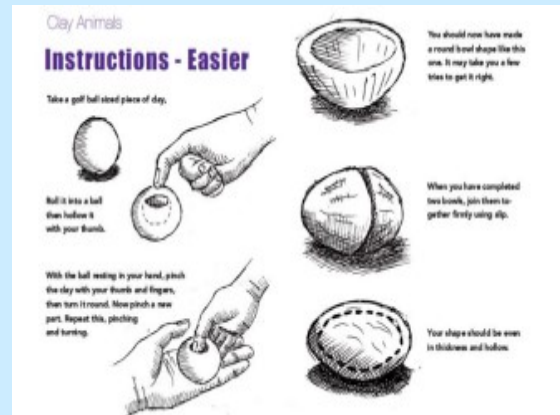 Clay Animals
Instructions - Easier
Take a golf ball sized piece of clay,
Roll it into a ball
then hollow it
with your thumb.
With the ball resting in your hand, pinch
the clay with your thumb and fingers,
then turn it round. Now pinch a new
part. Repeat this, pinching
and turning.
You should now have made
a round bowl shape like this
one. It may take you a few
tries to get it right.
When you have completed
two bowls, join them to-
gether firmly using slip.
Your shape should be even
in thickness and hollow.